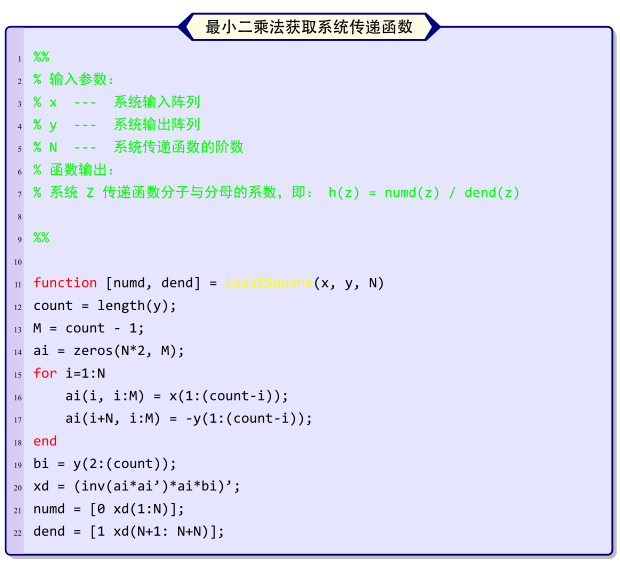 最小二乘法获取系统传递函数
1 %%
2 % 输入参数:
3 % x --- 系统输入阵列
4 % y --- 系统输出阵列
5 % N --- 系统传递函数的阶数
6 % 函数输出:
7 % 系统 Z 传递函数分子与分母的系数, 即: h(z) = numd(z) / dend(z)
8
9 %%
10
11 function [numd, dend] = LeastSquare(x, y, N)
12 count = length(y);
13 M = count - 1;
14 ai = zeros(N*2, M);
15 for i=1:N
16     ai(i, i:M) = x(1:(count-i));
17     ai(i+N, i:M) = -y(1:(count-i));
18 end
19 bi = y(2:(count));
20 xd = (inv(ai*ai’)*ai*bi)’;
21 numd = [0 xd(1:N)];
22 dend = [1 xd(N+1: N+N)];